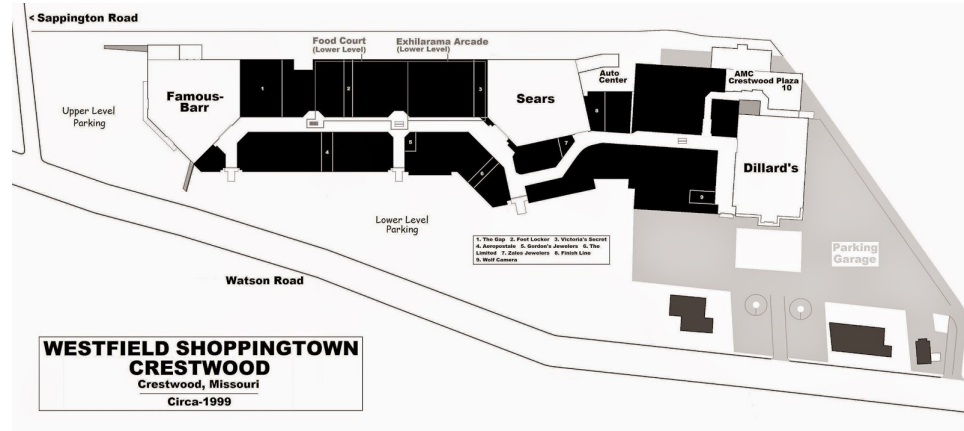 < Sappington Road
Food Court
(Lower Level)
Exhilarama Arcade
(Lower Level)
Upper Level
Parking
Famous-
Barr
1
2
3
Sears
Auto
Center
8
AMC
Crestwood Plaza
10
4
5
6
7
9
Dillard's
Lower Level
Parking
1. The Gap 2. Foot Locker 3. Victoria's Secret
4. Aeropostale 5. Gordon's Jewelers 6. The
Limited 7. Zales Jewelers 8. Finish Line
9. Wolf Camera
Parking
Garage
Watson Road
WESTFIELD SHOPPINGTOWN
CRESTWOOD
Crestwood, Missouri
Circa-1999